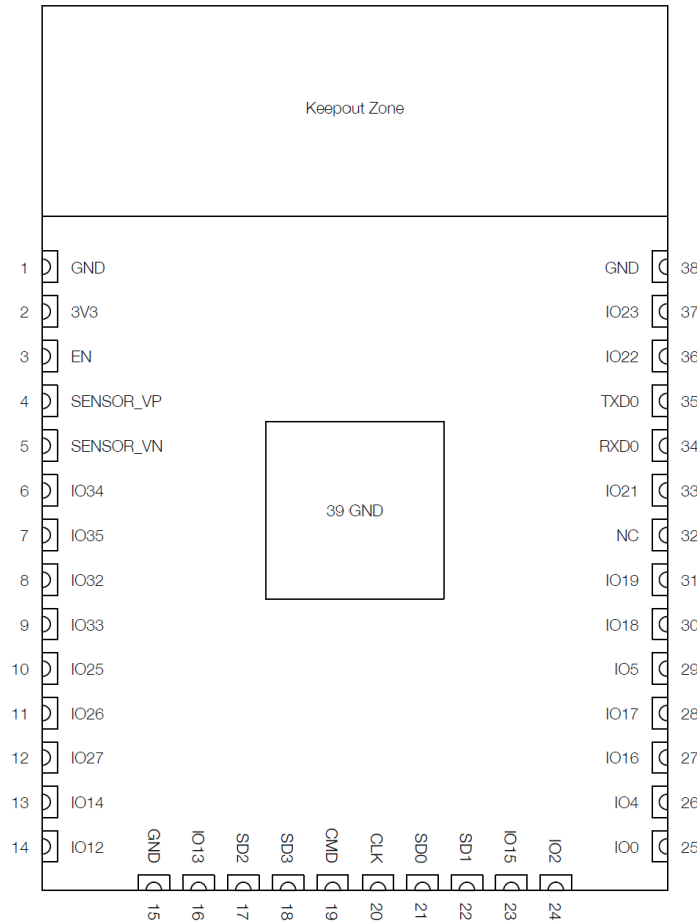 Keepout Zone
1 GND
2 3V3
3 EN
4 SENSOR_VP
5 SENSOR_VN
6 IO34
7 IO35
8 IO32
9 IO33
10 IO25
11 IO26
12 IO27
13 IO14
14 IO12
39 GND
GND 15
IO13 16
SD2 17
SD3 18
CMD 19
CLK 20
SD0 21
SD1 22
IO15 23
IO2 24
GND 38
IO23 37
IO22 36
TXD0 35
RXD0 34
IO21 33
NC 32
IO19 31
IO18 30
IO5 29
IO17 28
IO16 27
IO4 26
IO0 25